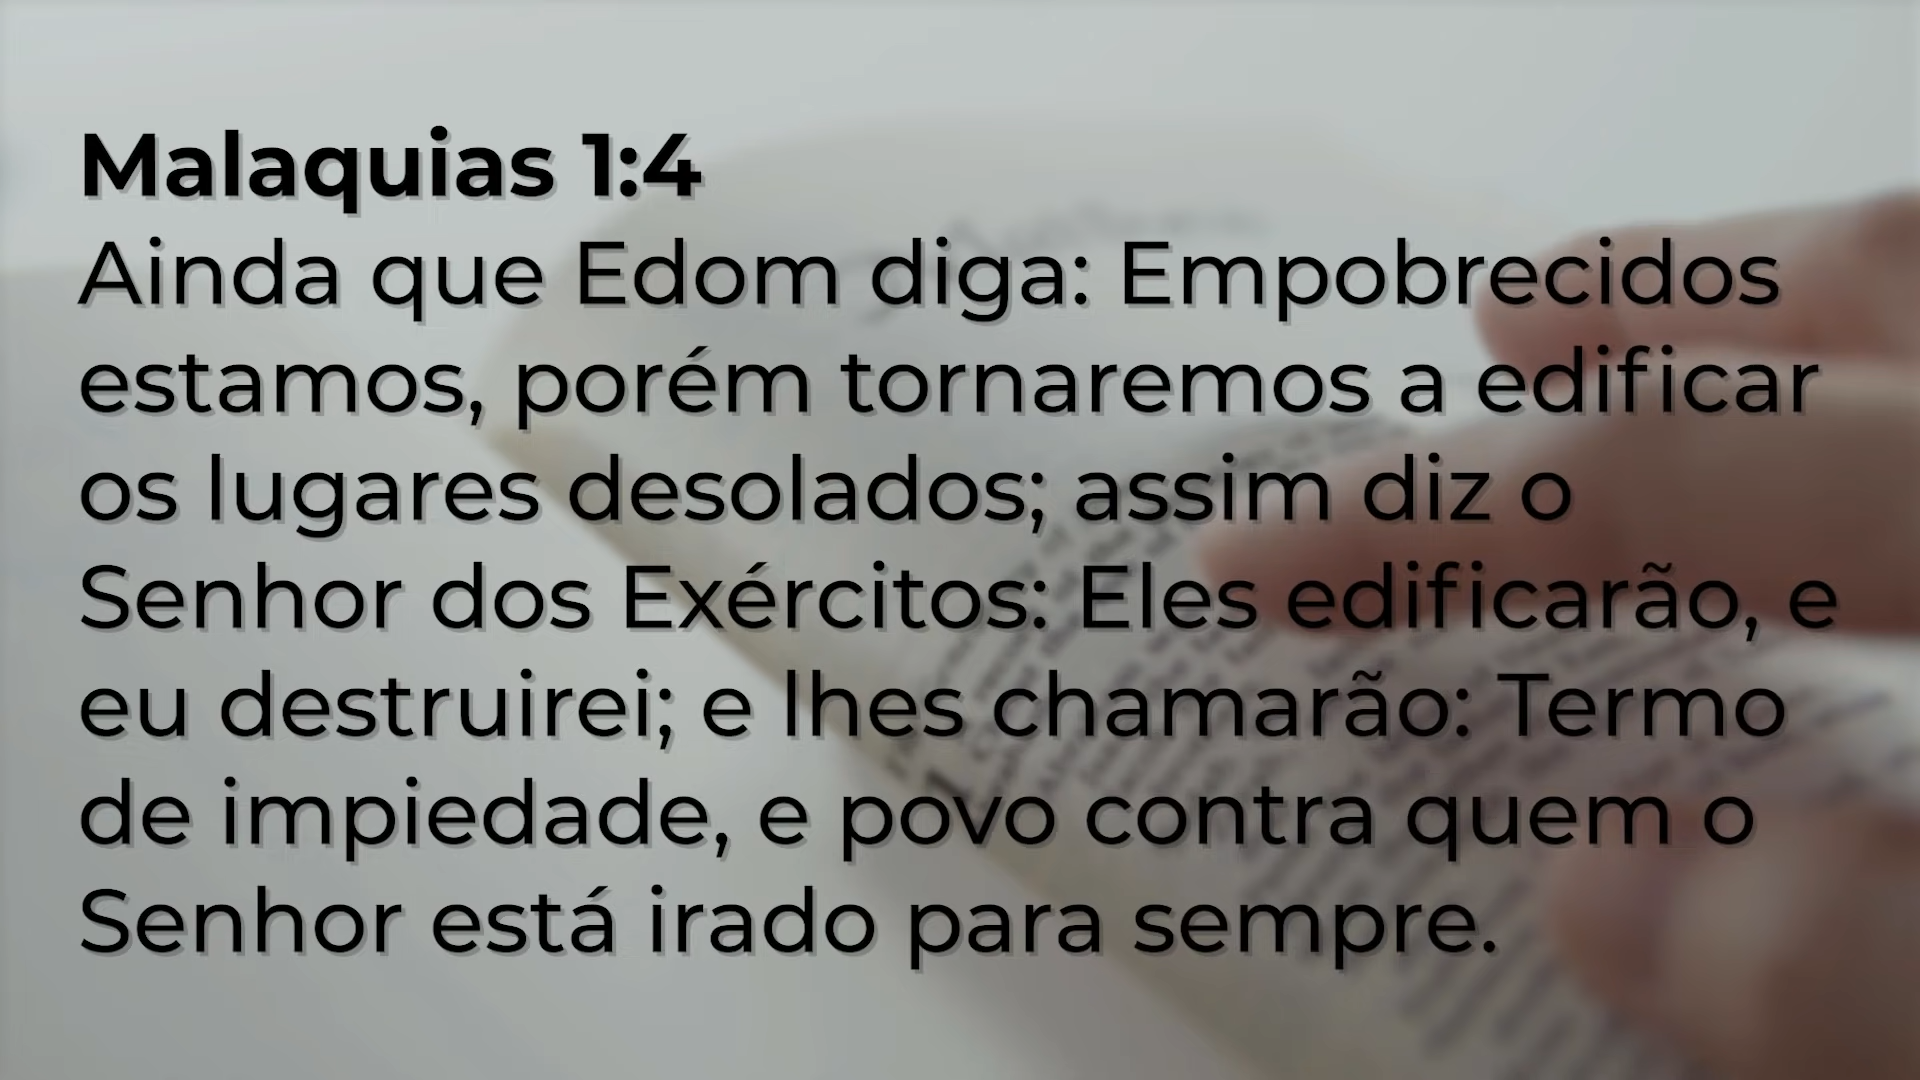 Malaquias 1:4
Ainda que Edom diga: Empobrecidos
estamos, porém tornaremos a edificar
os lugares desolados; assim diz o
Senhor dos Exércitos: Eles edificarão, e
eu destruirei; e lhes chamarão: Termo
de impiedade, e povo contra quem o
Senhor está irado para sempre.